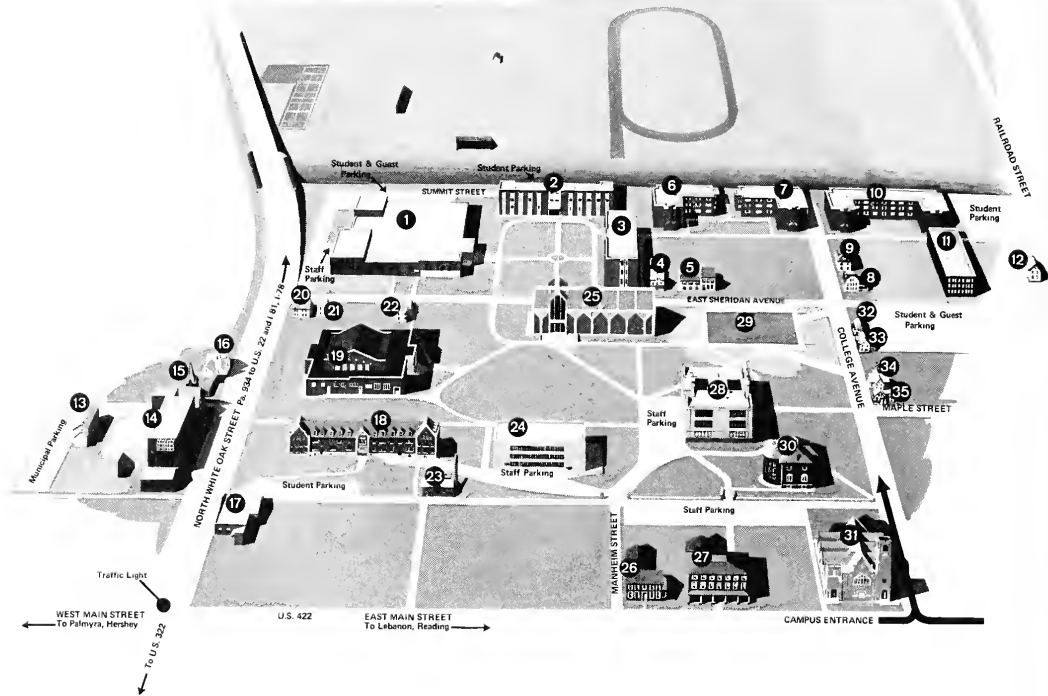 RAILROAD STREET
Student & Guest
Parking
Student Parking
SUMMIT STREET
2
6
7
10
Student
Parking
1
3
11
9
4
5
8
12
Staff
Parking
20
21
22
25
EAST SHERIDAN AVENUE
29
32
33
Student & Guest
Parking
COLLEGE AVENUE
16
15
19
34
35
MAPLE STREET
28
13
14
NORTH WHITE OAK STREET Pa. 934 to U.S. 22 and I 81, I-78
Municipal Parking
18
24
Staff
Parking
30
Staff Parking
23
Student Parking
17
Staff Parking
MANHEIM STREET
31
26
27
Traffic Light
WEST MAIN STREET
To Palmyra, Hershey
To U.S. 322
U.S. 422
EAST MAIN STREET
To Lebanon, Reading
CAMPUS ENTRANCE